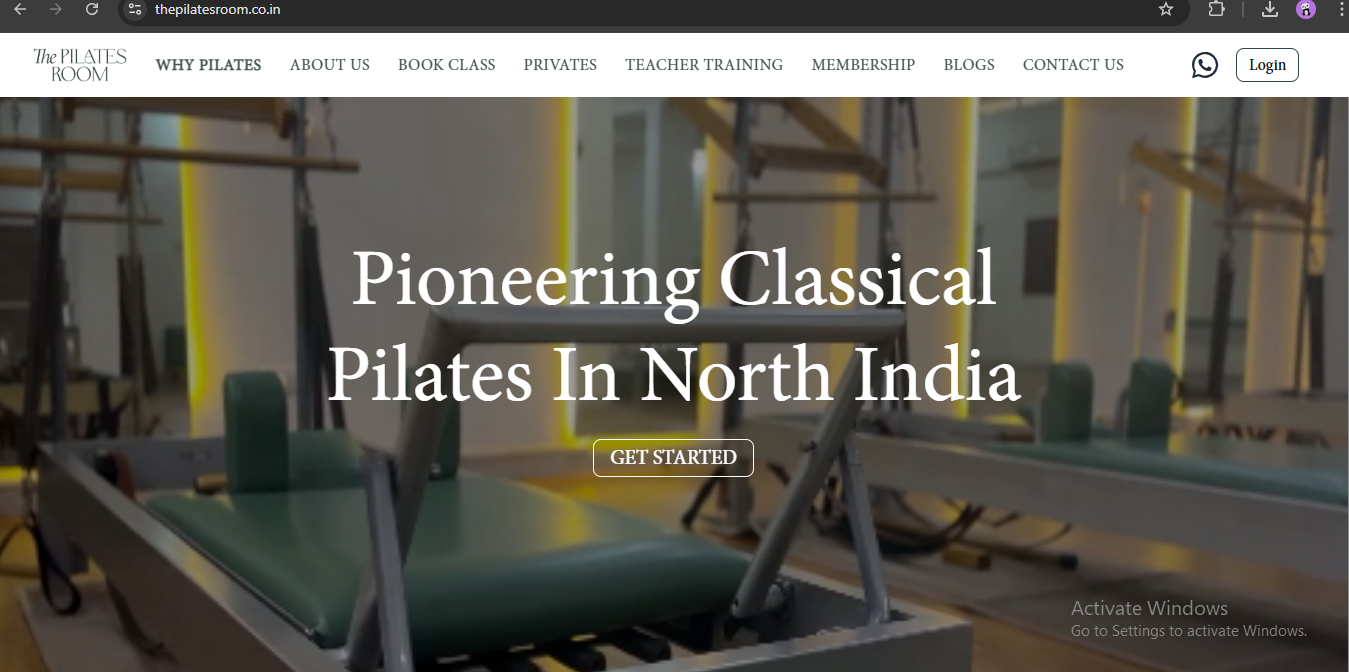 thepilatesroom.co.in
The PILATES
ROOM
WHY PILATES ABOUT US BOOK CLASS PRIVATES TEACHER TRAINING MEMBERSHIP BLOGS CONTACT US Login
Pioneering Classical
Pilates In North India
GET STARTED
Activate Windows
Go to Settings to activate Windows.